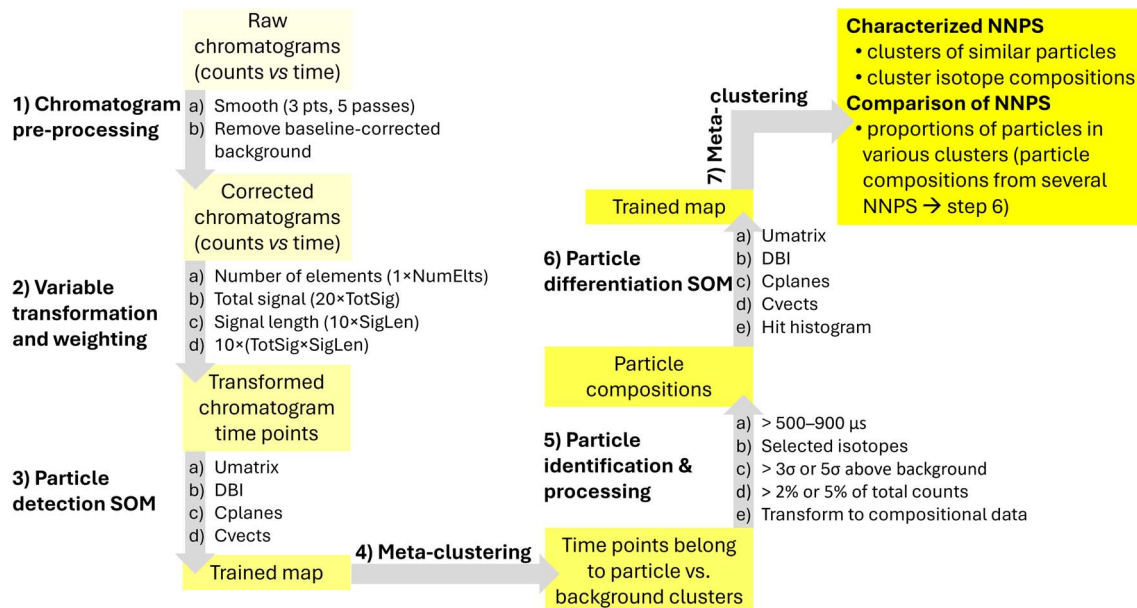 Raw
chromatograms
(counts vs time)
1) Chromatogram
pre-processing
a) Smooth (3 pts, 5 passes)
b) Remove baseline-corrected
background
Corrected
chromatograms
(counts vs time)
2) Variable
transformation
and weighting
a) Number of elements (1×NumElts)
b) Total signal (20×TotSig)
c) Signal length (10×SigLen)
d) 10×(TotSig×SigLen)
Transformed
chromatogram
time points
3) Particle
detection SOM
a) Umatrix
b) DBI
c) Cplanes
d) Cvects
Trained map
4) Meta-clustering
Time points belong
to particle vs.
background clusters
5) Particle
identification &
processing
a) > 500–900 µs
b) Selected isotopes
c) > 3σ or 5σ above background
d) > 2% or 5% of total counts
e) Transform to compositional data
Particle
compositions
6) Particle
differentiation SOM
a) Umatrix
b) DBI
c) Cplanes
d) Cvects
e) Hit histogram
Trained map
7) Meta-
clustering
Characterized NNPS
• clusters of similar particles
• cluster isotope compositions
Comparison of NNPS
• proportions of particles in
various clusters (particle
compositions from several
NNPS → step 6)